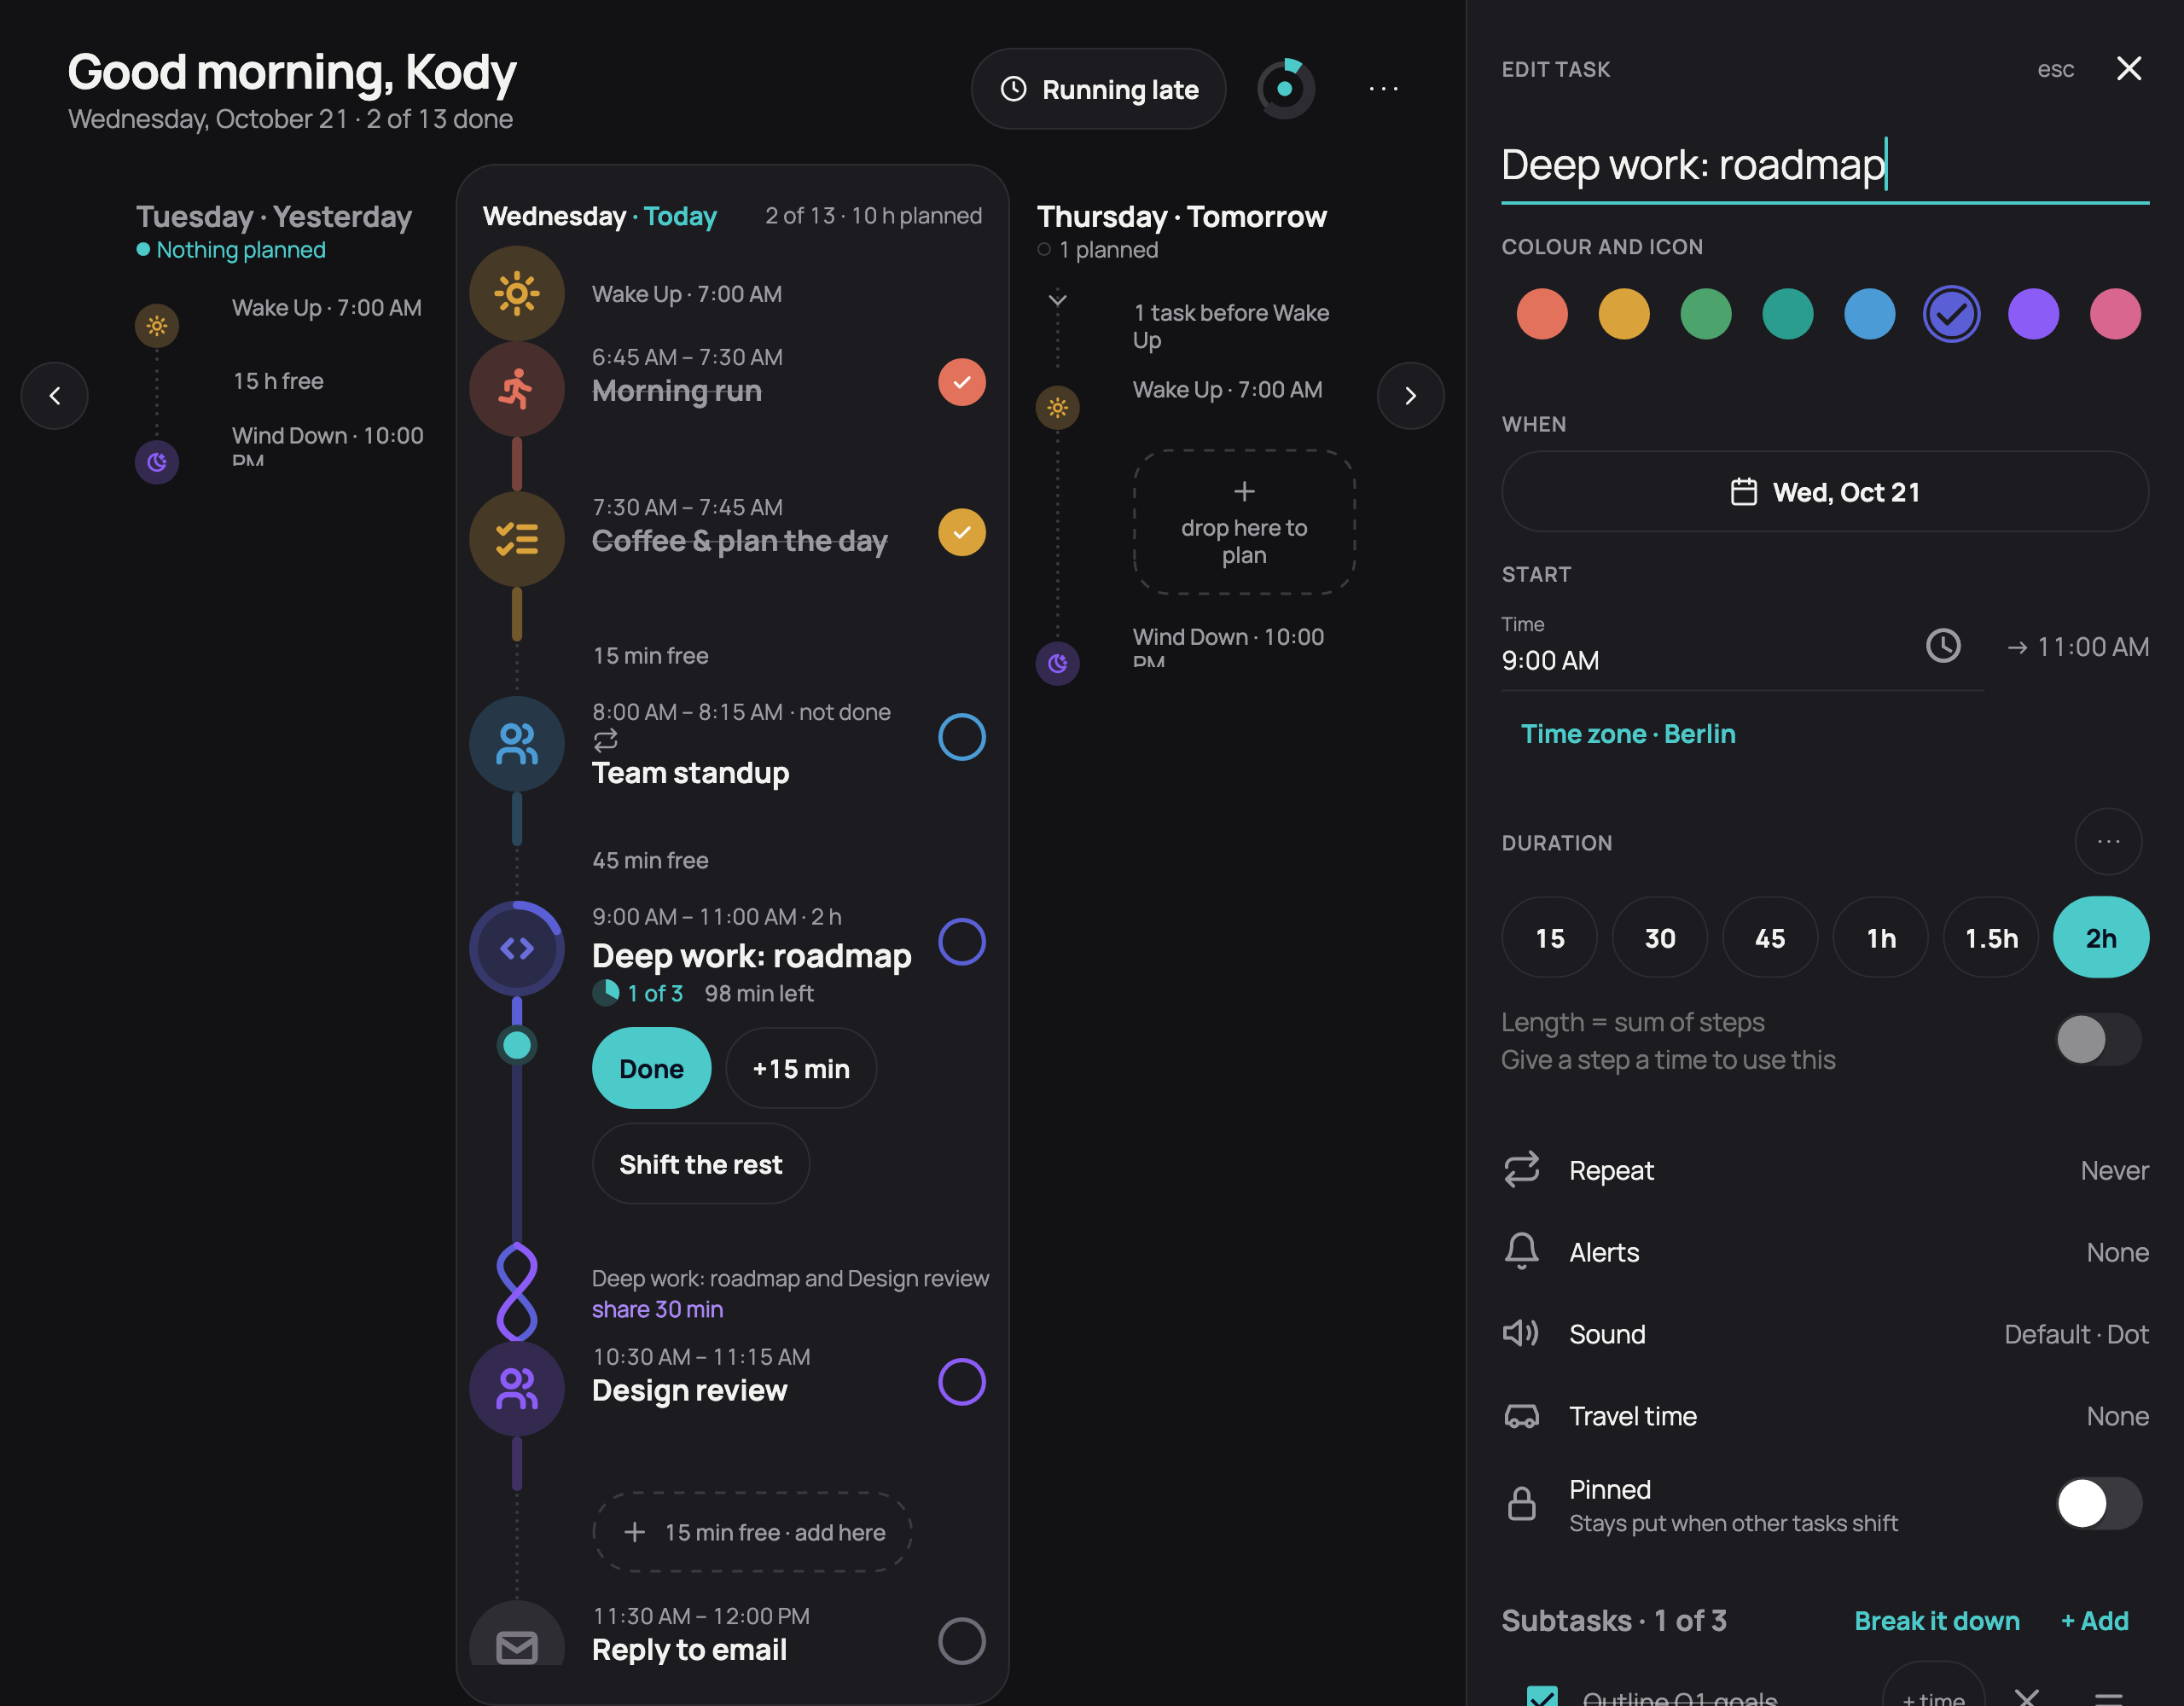 Good morning, Kody
Wednesday, October 21 · 2 of 13 done
Running late
Tuesday · Yesterday
Nothing planned
Wake Up · 7:00 AM
15 h free
Wind Down · 10:00
PM
Wednesday · Today
2 of 13 · 10 h planned
Wake Up · 7:00 AM
6:45 AM – 7:30 AM
Morning run
7:30 AM – 7:45 AM
Coffee & plan the day
15 min free
8:00 AM – 8:15 AM · not done
Team standup
45 min free
9:00 AM – 11:00 AM · 2 h
Deep work: roadmap
1 of 3 98 min left
Done
+15 min
Shift the rest
Deep work: roadmap and Design review
share 30 min
10:30 AM – 11:15 AM
Design review
15 min free · add here
11:30 AM – 12:00 PM
Reply to email
Thursday · Tomorrow
1 planned
1 task before Wake
Up
Wake Up · 7:00 AM
drop here to
plan
Wind Down · 10:00
PM
EDIT TASK
esc
Deep work: roadmap
COLOUR AND ICON
WHEN
Wed, Oct 21
START
Time
9:00 AM
→ 11:00 AM
Time zone · Berlin
DURATION
15
30
45
1h
1.5h
2h
Length = sum of steps
Give a step a time to use this
Repeat
Never
Alerts
None
Sound
Default · Dot
Travel time
None
Pinned
Stays put when other tasks shift
Subtasks · 1 of 3
Break it down
+ Add
Outline Q1 goals
+ time